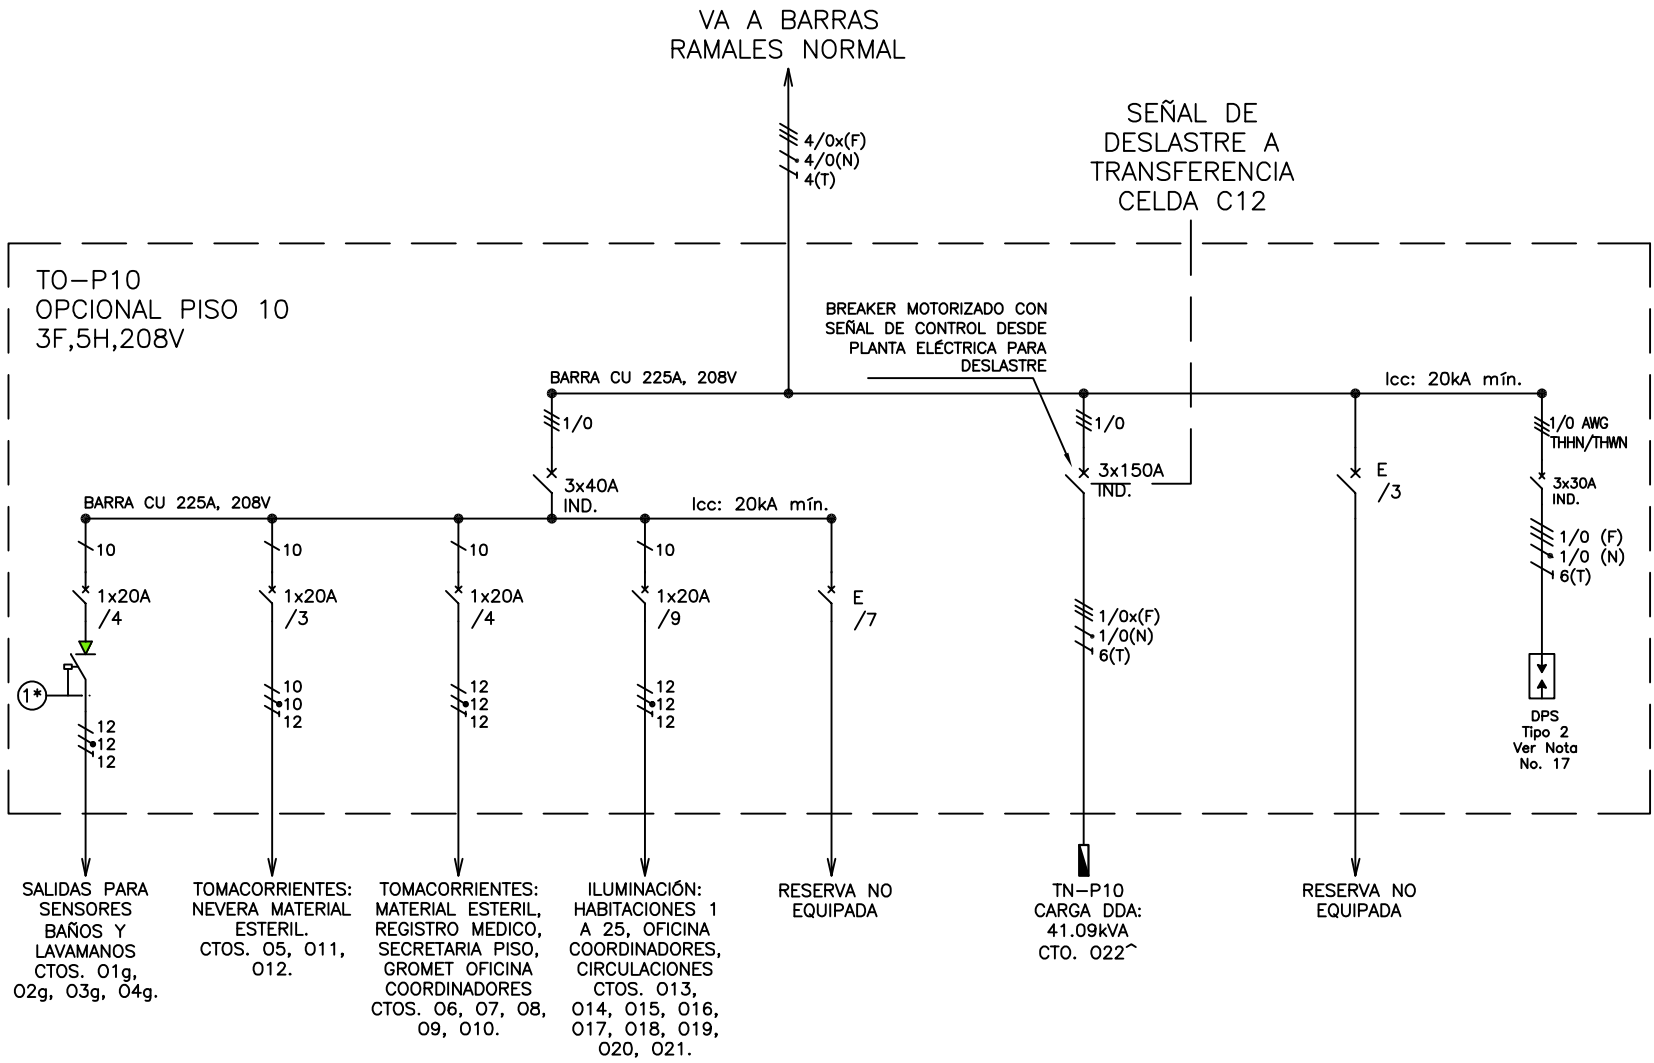 VA A BARRAS
RAMALES NORMAL
4/0x(F)
4/0(N)
4(T)
SEÑAL DE
DESLASTRE A
TRANSFERENCIA
CELDA C12
TO-P10
OPCIONAL PISO 10
3F,5H,208V
BREAKER MOTORIZADO CON
SEÑAL DE CONTROL DESDE
PLANTA ELÉCTRICA PARA
DESLASTRE
BARRA CU 225A, 208V
Icc: 20kA mín.
1/0
3x40A
IND.
1/0
3x150A
IND.
E
/3
1/0 AWG
THHN/THWN
3x30A
IND.
1/0 (F)
1/0 (N)
6(T)
DPS
Tipo 2
Ver Nota
No. 17
BARRA CU 225A, 208V
Icc: 20kA mín.
10
1x20A
/4
1*
12
12
12
10
1x20A
/3
10
10
12
10
1x20A
/4
12
12
12
10
1x20A
/9
12
12
12
E
/7
1/0x(F)
1/0(N)
6(T)
SALIDAS PARA
SENSORES
BAÑOS Y
LAVAMANOS
CTOS. O1g,
O2g, O3g, O4g.
TOMACORRIENTES:
NEVERA MATERIAL
ESTERIL.
CTOS. O5, O11,
O12.
TOMACORRIENTES:
MATERIAL ESTERIL,
REGISTRO MEDICO,
SECRETARIA PISO,
GROMET OFICINA
COORDINADORES
CTOS. O6, O7, O8,
O9, O10.
ILUMINACIÓN:
HABITACIONES 1
A 25, OFICINA
COORDINADORES,
CIRCULACIONES
CTOS. O13,
O14, O15, O16,
O17, O18, O19,
O20, O21.
RESERVA NO
EQUIPADA
TN-P10
CARGA DDA:
41.09kVA
CTO. O22^
RESERVA NO
EQUIPADA